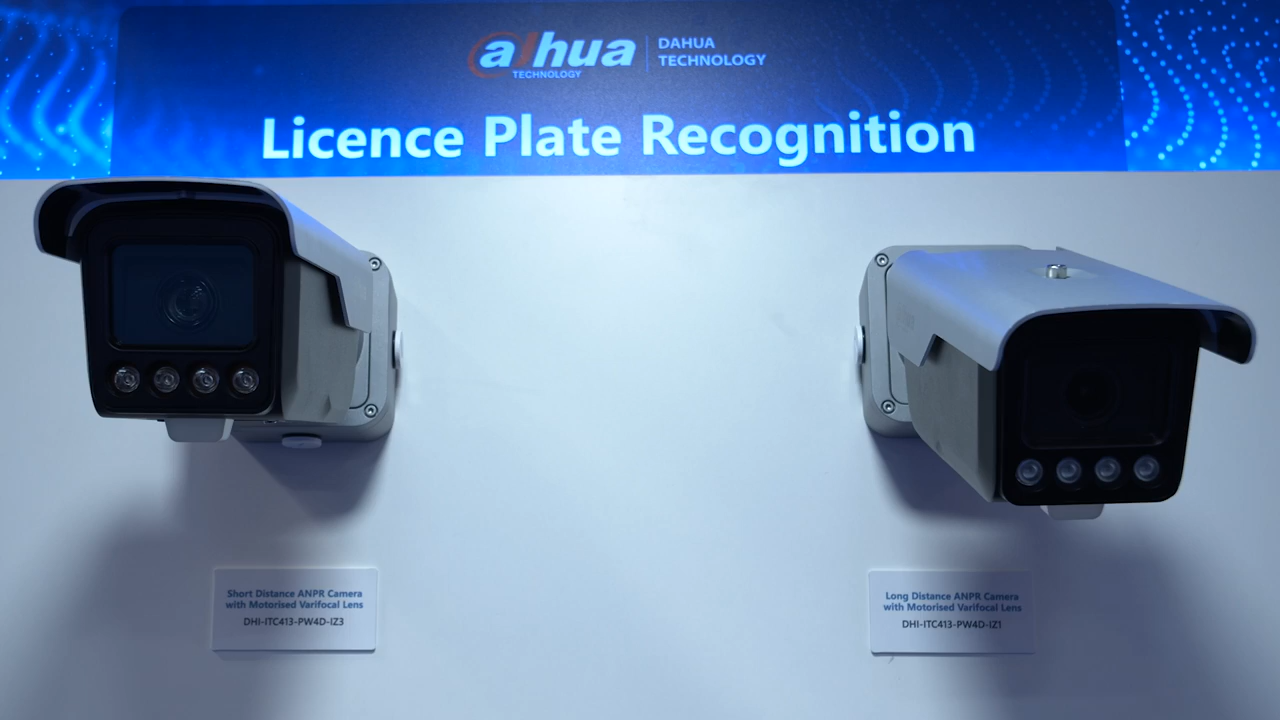 alhua
TECHNOLOGY
DAHUA
TECHNOLOGY
Licence Plate Recognition
Short Distance ANPR Camera
with Motorised Varifocal Lens
DHI-ITC413-PW4D-IZ3
Long Distance ANPR Camera
with Motorised Varifocal Lens
DHI-ITC413-PW4D-IZ1